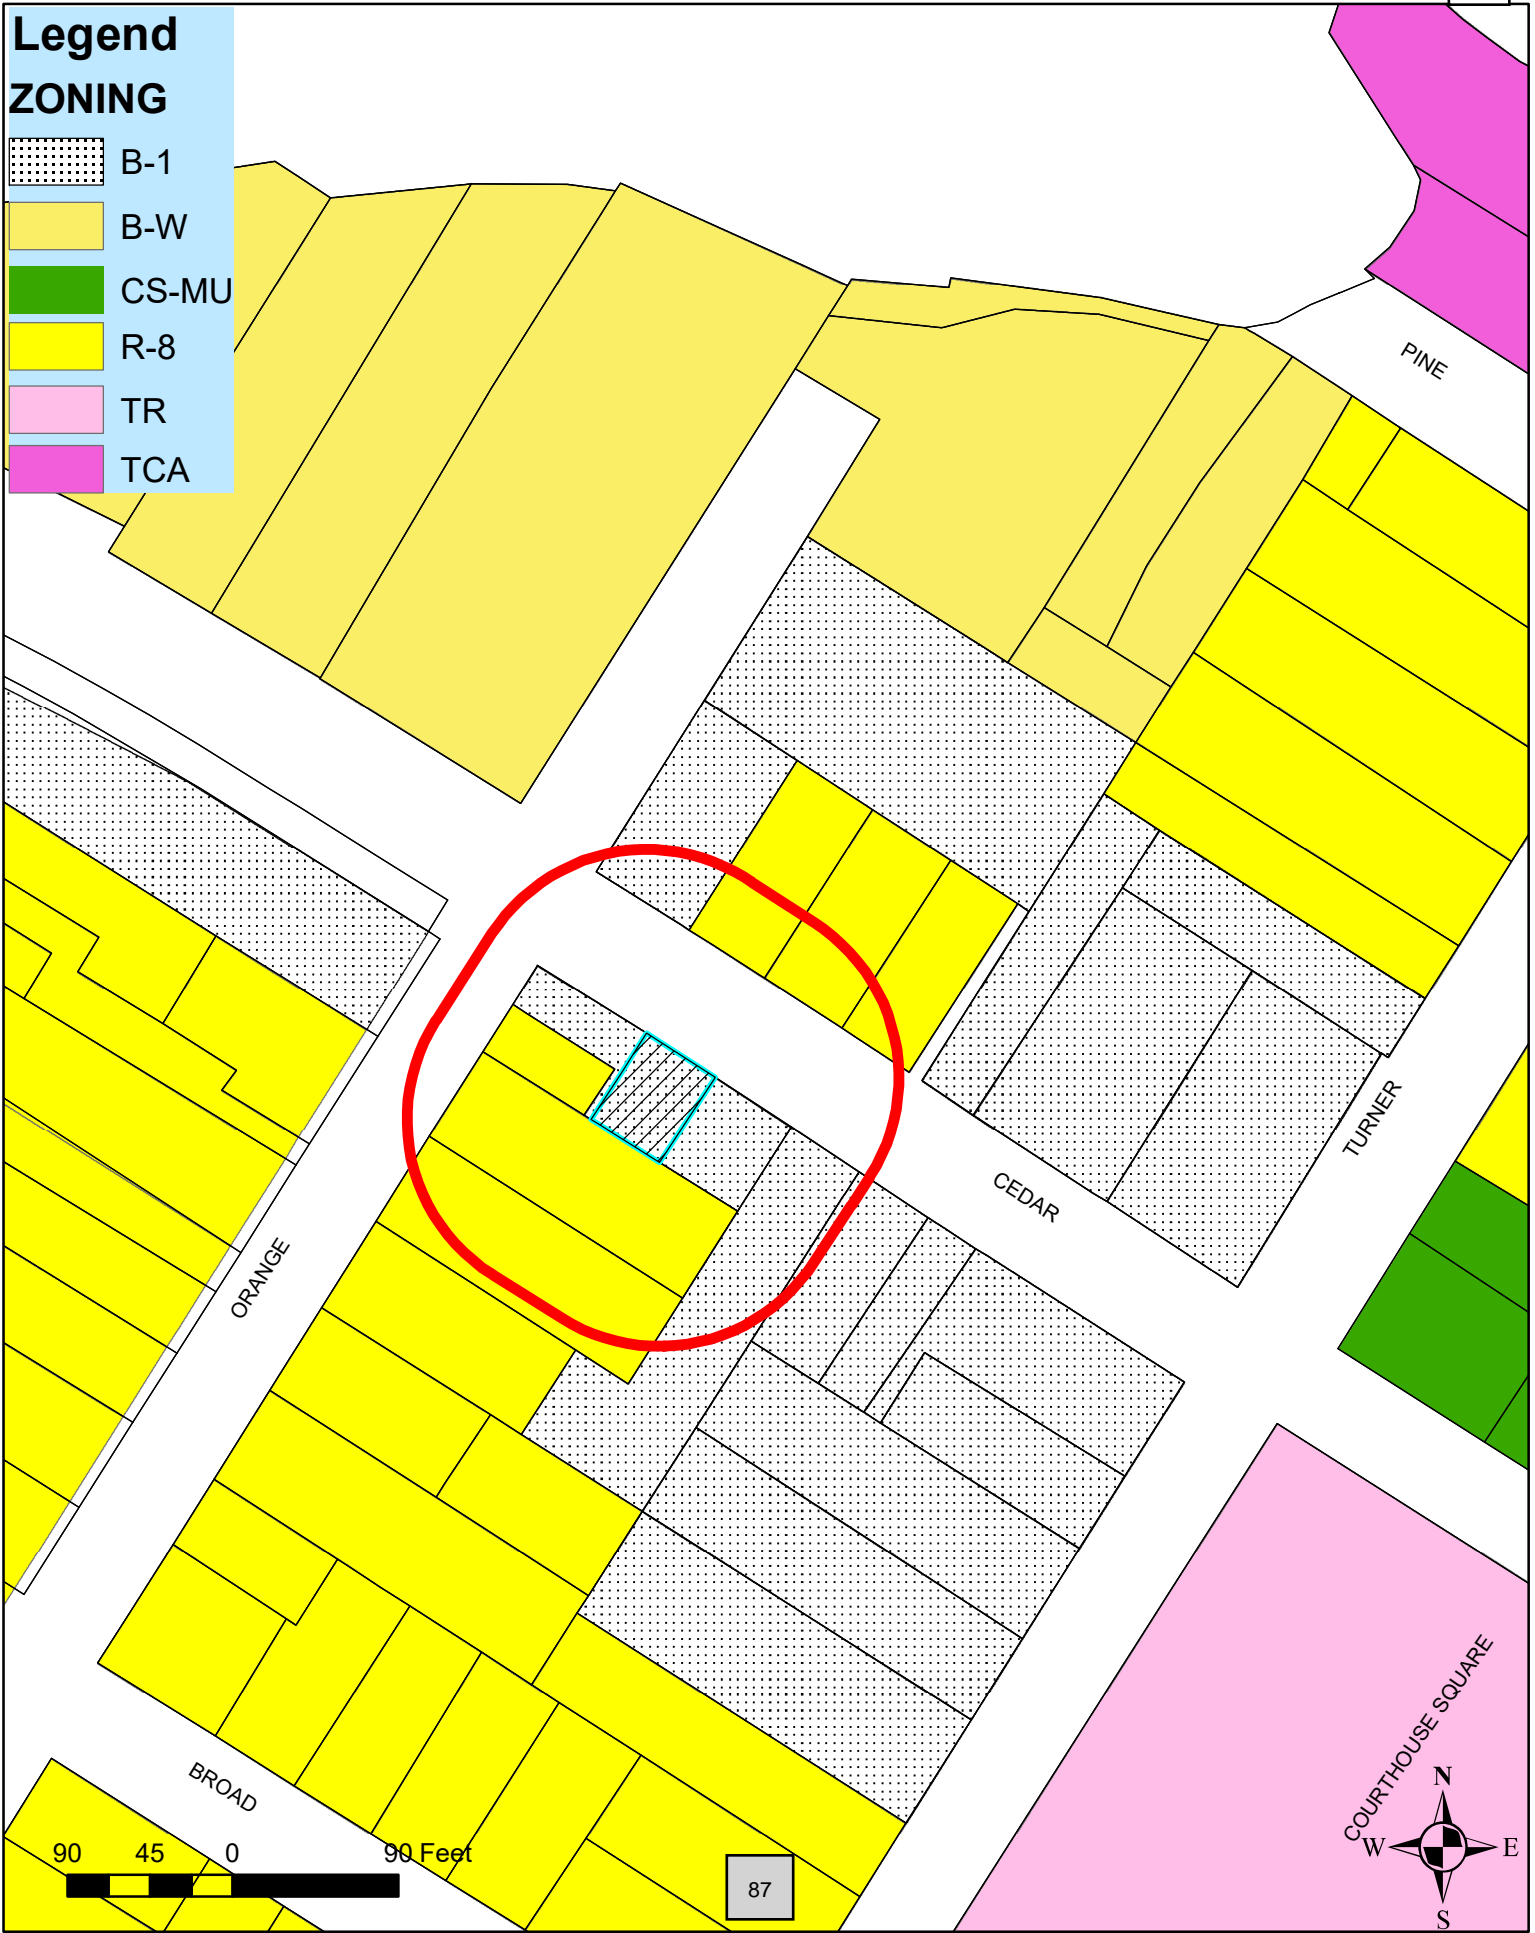 Legend
ZONING
B-1
B-W
CS-MU
R-8
TR
TCA
PINE
CEDAR
TURNER
ORANGE
BROAD
COURTHOUSE SQUARE
90 45 0 90 Feet
87
N
W E
S